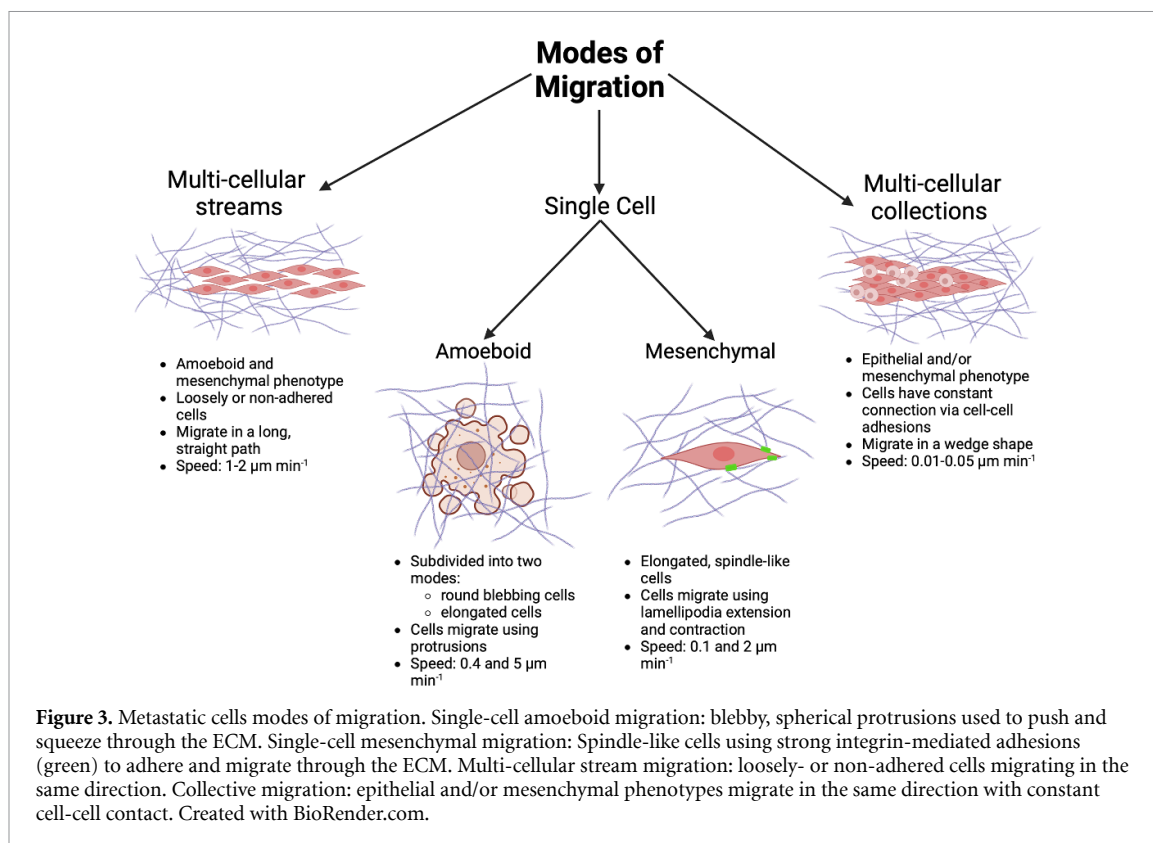 Modes of
Migration
Multi-cellular
streams
Single Cell
Multi-cellular
collections
• Amoeboid and
mesenchymal phenotype
• Loosely or non-adhered
cells
• Migrate in a long,
straight path
• Speed: 1-2 µm min⁻¹
Amoeboid
Mesenchymal
• Epithelial and/or
mesenchymal phenotype
• Cells have constant
connection via cell-cell
adhesions
• Migrate in a wedge shape
• Speed: 0.01-0.05 µm min⁻¹
• Subdivided into two
modes:
○ round blebbing cells
○ elongated cells
• Cells migrate using
protrusions
• Speed: 0.4 and 5 µm
min⁻¹
• Elongated, spindle-like
cells
• Cells migrate using
lamellipodia extension
and contraction
• Speed: 0.1 and 2 µm
min⁻¹
Figure 3. Metastatic cells modes of migration. Single-cell amoeboid migration: blebby, spherical protrusions used to push and
squeeze through the ECM. Single-cell mesenchymal migration: Spindle-like cells using strong integrin-mediated adhesions
(green) to adhere and migrate through the ECM. Multi-cellular stream migration: loosely- or non-adhered cells migrating in the
same direction. Collective migration: epithelial and/or mesenchymal phenotypes migrate in the same direction with constant
cell-cell contact. Created with BioRender.com.